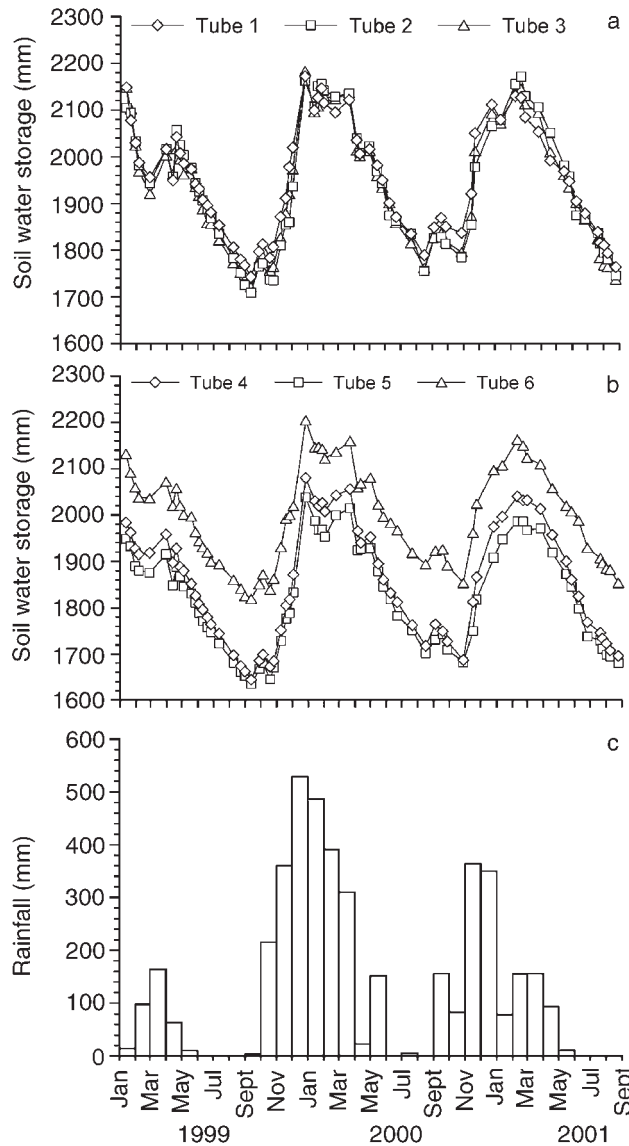 a
Tube 1 Tube 2 Tube 3
Soil water storage (mm)
2300
2200
2100
2000
1900
1800
1700
1600
b
Tube 4 Tube 5 Tube 6
Soil water storage (mm)
2300
2200
2100
2000
1900
1800
1700
1600
c
Rainfall (mm)
600
500
400
300
200
100
0
Jan Mar May Jul Sept Nov Jan Mar May Jul Sept Nov Jan Mar May Jul Sept
1999 2000 2001